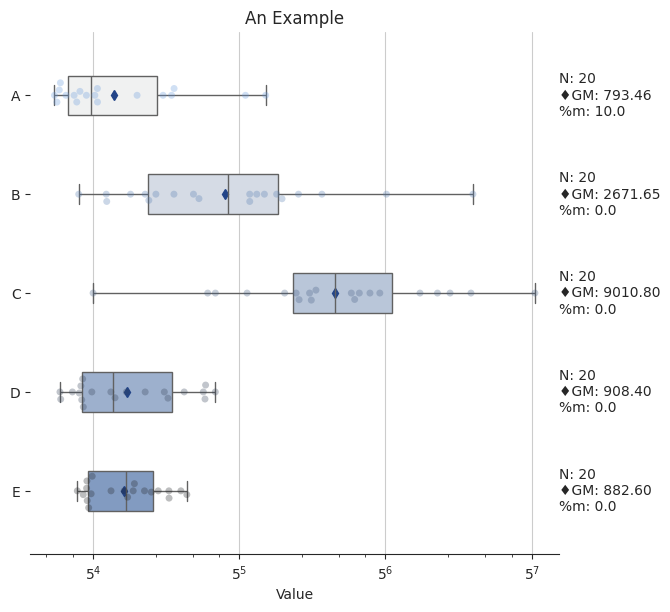 An Example
A
N: 20
♦GM: 793.46
%m: 10.0
B
N: 20
♦GM: 2671.65
%m: 0.0
C
N: 20
♦GM: 9010.80
%m: 0.0
D
N: 20
♦GM: 908.40
%m: 0.0
E
N: 20
♦GM: 882.60
%m: 0.0
5⁴ 5⁵ 5⁶ 5⁷
Value